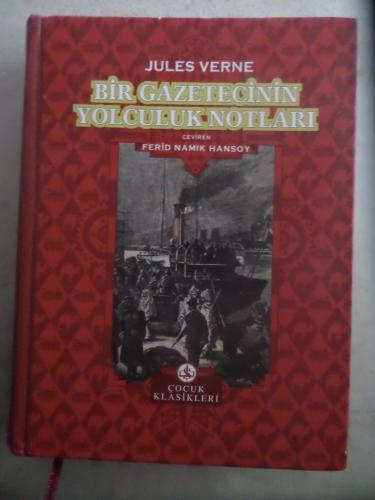 JULES VERNE
BİR GAZETECİNİN
YOLCULUK NOTLARI
ÇEVİREN
FERİD NAMIK HANSOY
ÇOCUK
KLASİKLERİ